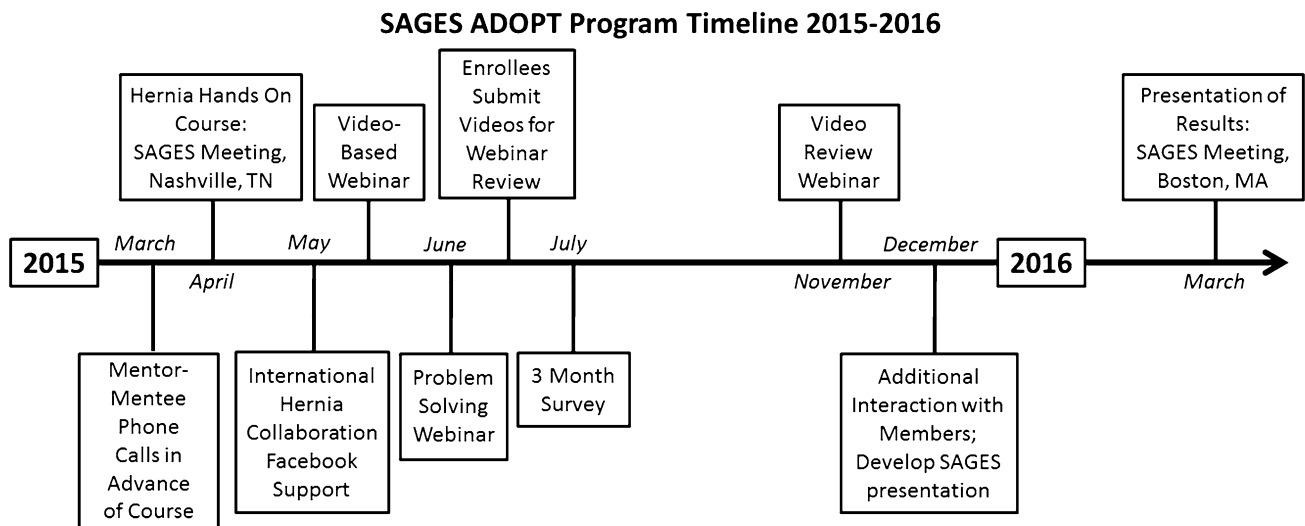 SAGES ADOPT Program Timeline 2015-2016
Hernia Hands On
Course:
SAGES Meeting,
Nashville, TN
Video-
Based
Webinar
Enrollees
Submit
Videos for
Webinar
Review
Video
Review
Webinar
Presentation of
Results:
SAGES Meeting,
Boston, MA
2015
March
April
May
June
July
November
December
2016
March
Mentor-
Mentee
Phone
Calls in
Advance
of Course
International
Hernia
Collaboration
Facebook
Support
Problem
Solving
Webinar
3 Month
Survey
Additional
Interaction with
Members;
Develop SAGES
presentation